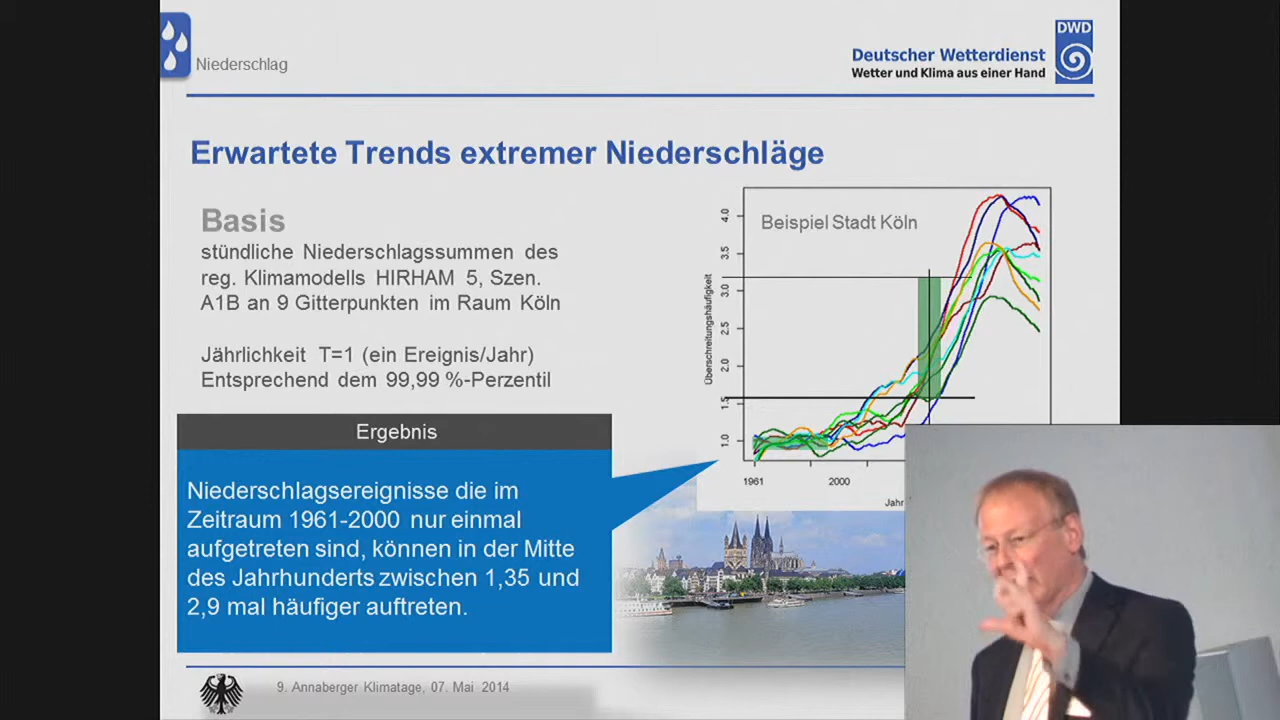 Niederschlag
Deutscher Wetterdienst
Wetter und Klima aus einer Hand
DWD
Erwartete Trends extremer Niederschläge
Basis
stündliche Niederschlagssummen des
reg. Klimamodells HIRHAM 5, Szen.
A1B an 9 Gitterpunkten im Raum Köln
Jährlichkeit T=1 (ein Ereignis/Jahr)
Entsprechend dem 99,99 %-Perzentil
Ergebnis
Niederschlagsereignisse die im
Zeitraum 1961-2000 nur einmal
aufgetreten sind, können in der Mitte
des Jahrhunderts zwischen 1,35 und
2,9 mal häufiger auftreten.
Beispiel Stadt Köln
Überschreitungshäufigkeit
4.0
3.5
3.0
2.5
2.0
1.5
1.0
1961
2000
Jahr
9. Annaberger Klimatage, 07. Mai 2014